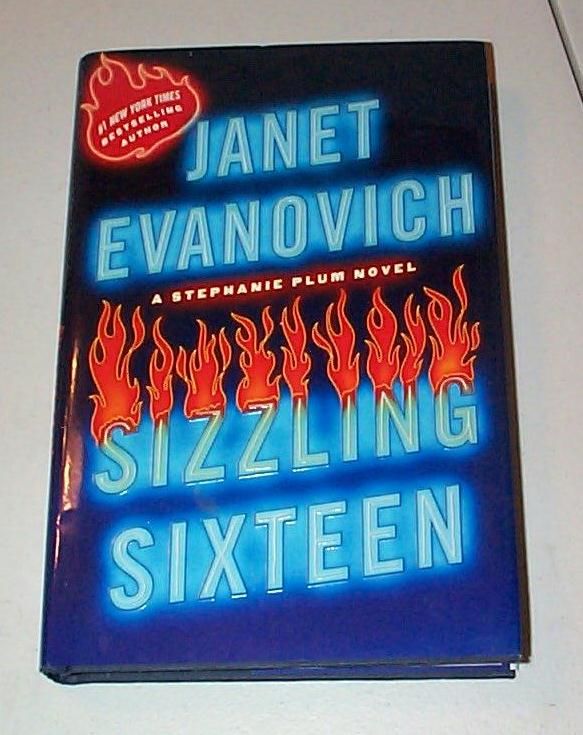 #1 NEW YORK TIMES
BESTSELLING
AUTHOR
JANET
EVANOVICH
A STEPHANIE PLUM NOVEL
SIZZLING
SIXTEEN